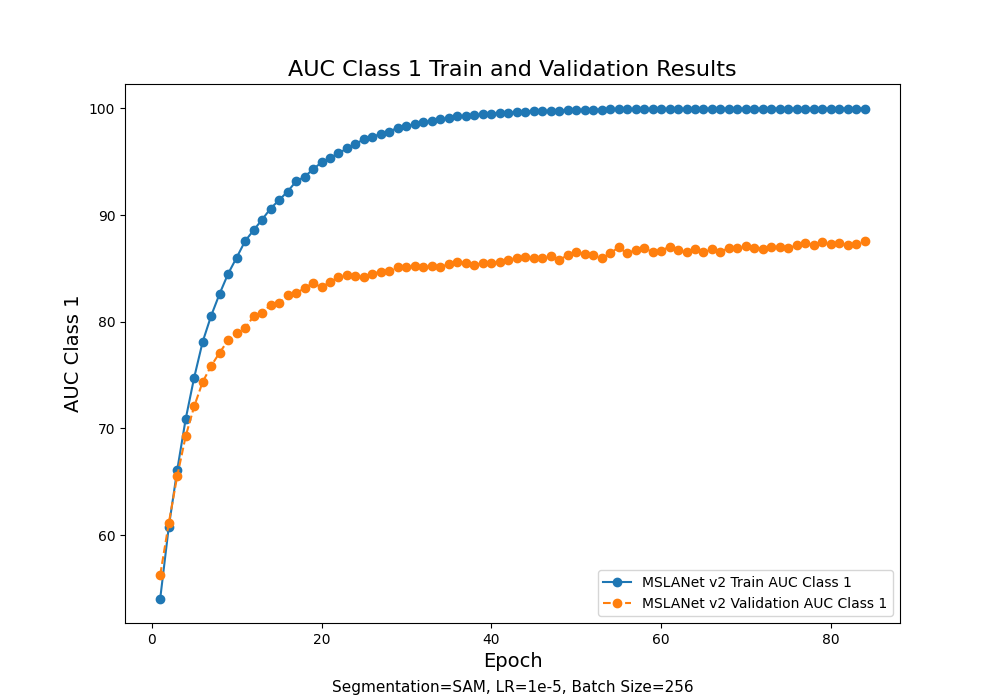 AUC Class 1 Train and Validation Results
AUC Class 1
100
90
80
70
60
0
20
40
60
80
MSLANet v2 Train AUC Class 1
MSLANet v2 Validation AUC Class 1
Epoch
Segmentation=SAM, LR=1e-5, Batch Size=256